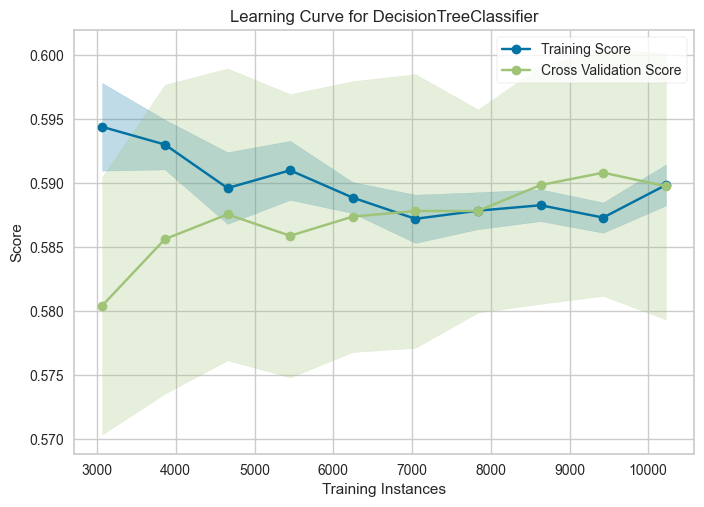 Learning Curve for DecisionTreeClassifier
Training Score
Cross Validation Score
0.600
0.595
0.590
0.585
0.580
0.575
0.570
Score
3000 4000 5000 6000 7000 8000 9000 10000
Training Instances